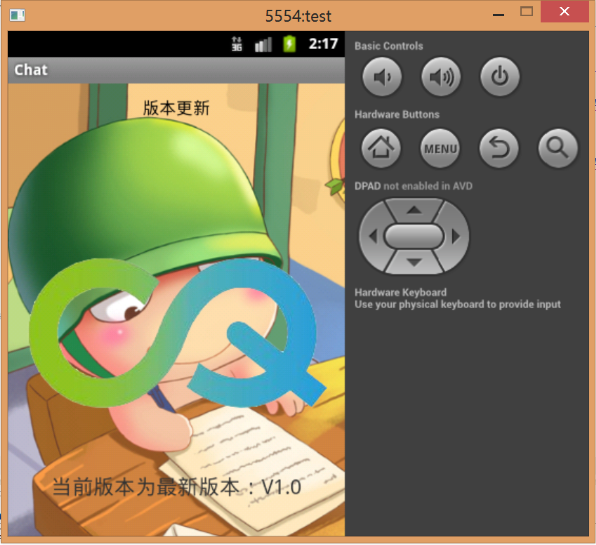 5554:test
3G
2:17
Chat
版本更新
CQ
当前版本为最新版本：V1.0
Basic Controls
Hardware Buttons
MENU
DPAD not enabled in AVD
Hardware Keyboard
Use your physical keyboard to provide input